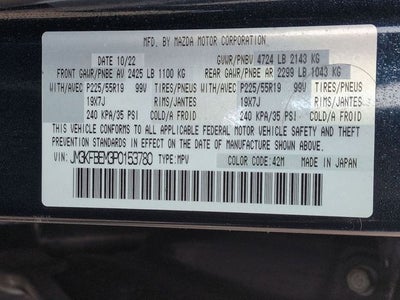 MFD. BY MAZDA MOTOR CORPORATION
DATE 10/22 GVWR/PNBV 4724 LB 2143 KG
FRONT GAWR/PNBE AV 2425 LB 1100 KG REAR GAWR/PNBE AR 2299 LB 1043 KG
WITH/AVEC P225/55R19 99V TIRES/PNEUS WITH/AVEC P225/55R19 99V TIRES/PNEUS
19X7J RIMS/JANTES 19X7J RIMS/JANTES
240 KPA/35 PSI COLD/A FROID 240 KPA/35 PSI COLD/A FROID
THIS VEHICLE CONFORMS TO ALL APPLICABLE FEDERAL MOTOR VEHICLE SAFETY AND THEFT
PREVENTION STANDARDS IN EFFECT ON THE DATE OF MANUFACTURE SHOWN ABOVE.
VIN: JM3KFBEM3P0153780 TYPE: MPV COLOR CODE: 42M MADE IN JAPAN